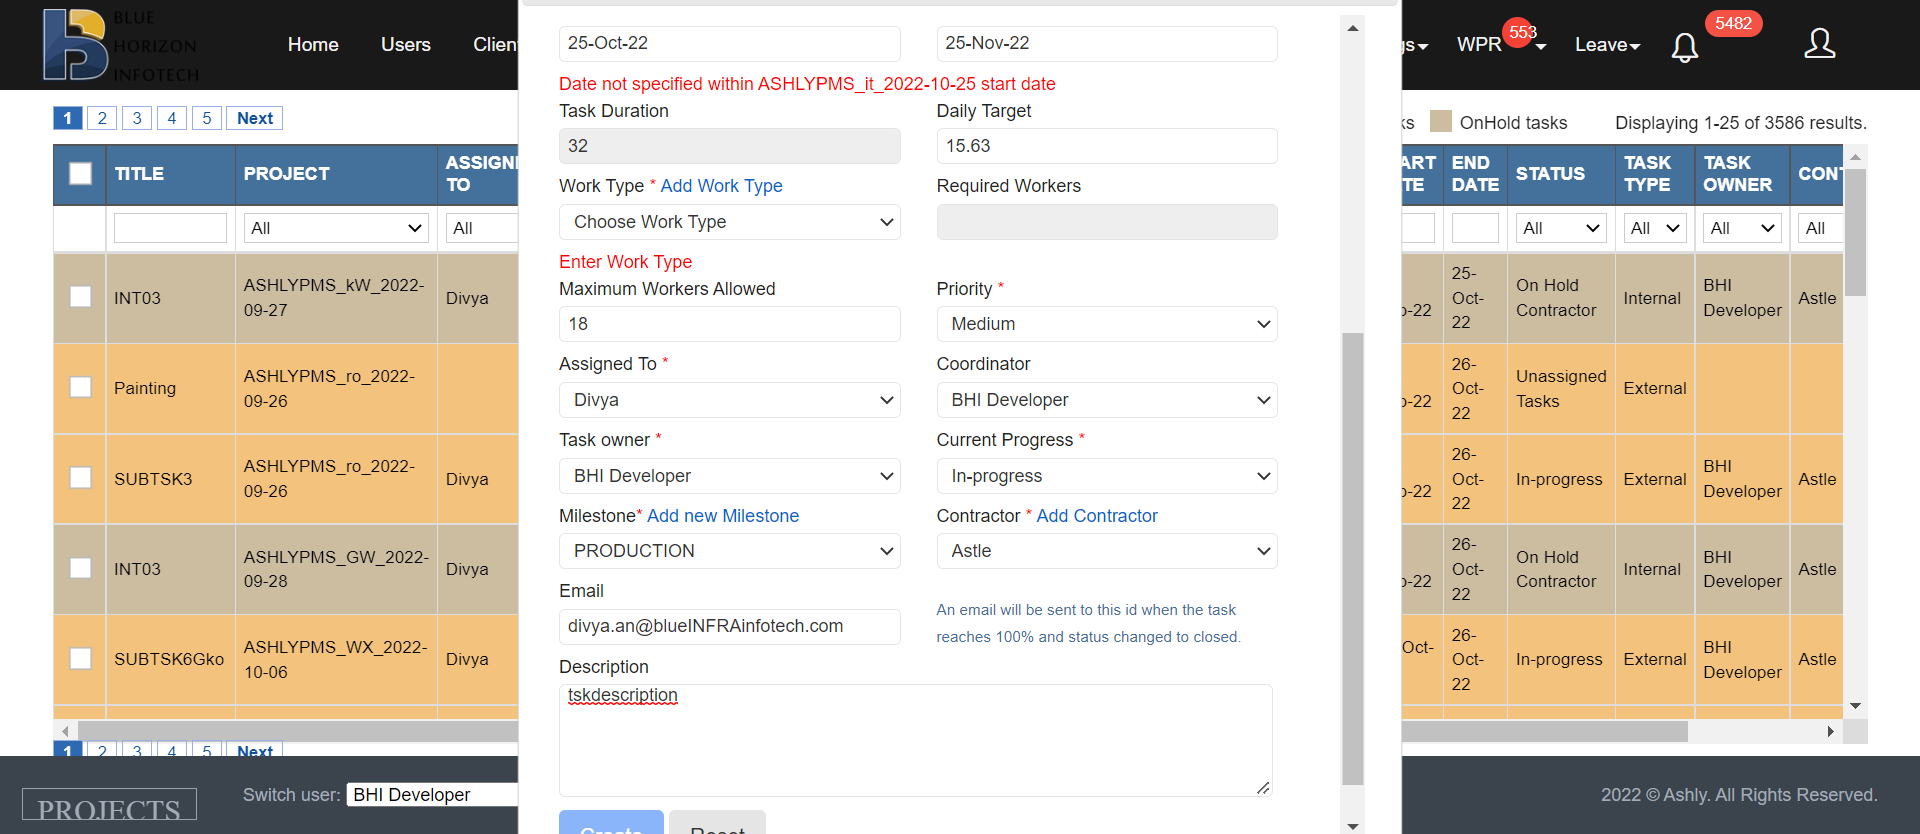 BLUE
HORIZON
INFOTECH
Home
Users
WPR
553
Leave
5482
25-Oct-22
25-Nov-22
Date not specified within ASHLYPMS_it_2022-10-25 start date
Task Duration
Daily Target
32
15.63
Work Type * Add Work Type
Required Workers
Choose Work Type
Enter Work Type
Maximum Workers Allowed
Priority *
18
Medium
Assigned To *
Coordinator
Divya
BHI Developer
Task owner *
Current Progress *
BHI Developer
In-progress
Milestone* Add new Milestone
Contractor * Add Contractor
PRODUCTION
Astle
Email
divya.an@blueINFRAinfotech.com
An email will be sent to this id when the task
reaches 100% and status changed to closed.
Description
tskdescription
Create
Reset
1 2 3 4 5 Next
OnHold tasks
Displaying 1-25 of 3586 results.
TITLE
PROJECT
TO
END
DATE
STATUS
TASK
TYPE
TASK
OWNER
All
All
All
All
All
All
INT03
ASHLYPMS_kW_2022-
09-27
Divya
25-
Oct-
22
On Hold
Contractor
Internal
BHI
Developer
Astle
Painting
ASHLYPMS_ro_2022-
09-26
26-
Oct-
22
Unassigned
Tasks
External
SUBTSK3
ASHLYPMS_ro_2022-
09-26
Divya
26-
Oct-
22
In-progress
External
BHI
Developer
Astle
INT03
ASHLYPMS_GW_2022-
09-28
Divya
26-
Oct-
22
On Hold
Contractor
Internal
BHI
Developer
Astle
SUBTSK6Gko
ASHLYPMS_WX_2022-
10-06
Divya
Oct-
26-
Oct-
22
In-progress
External
BHI
Developer
Astle
1 2 3 4 5 Next
PROJECTS
Switch user: BHI Developer
2022 © Ashly. All Rights Reserved.